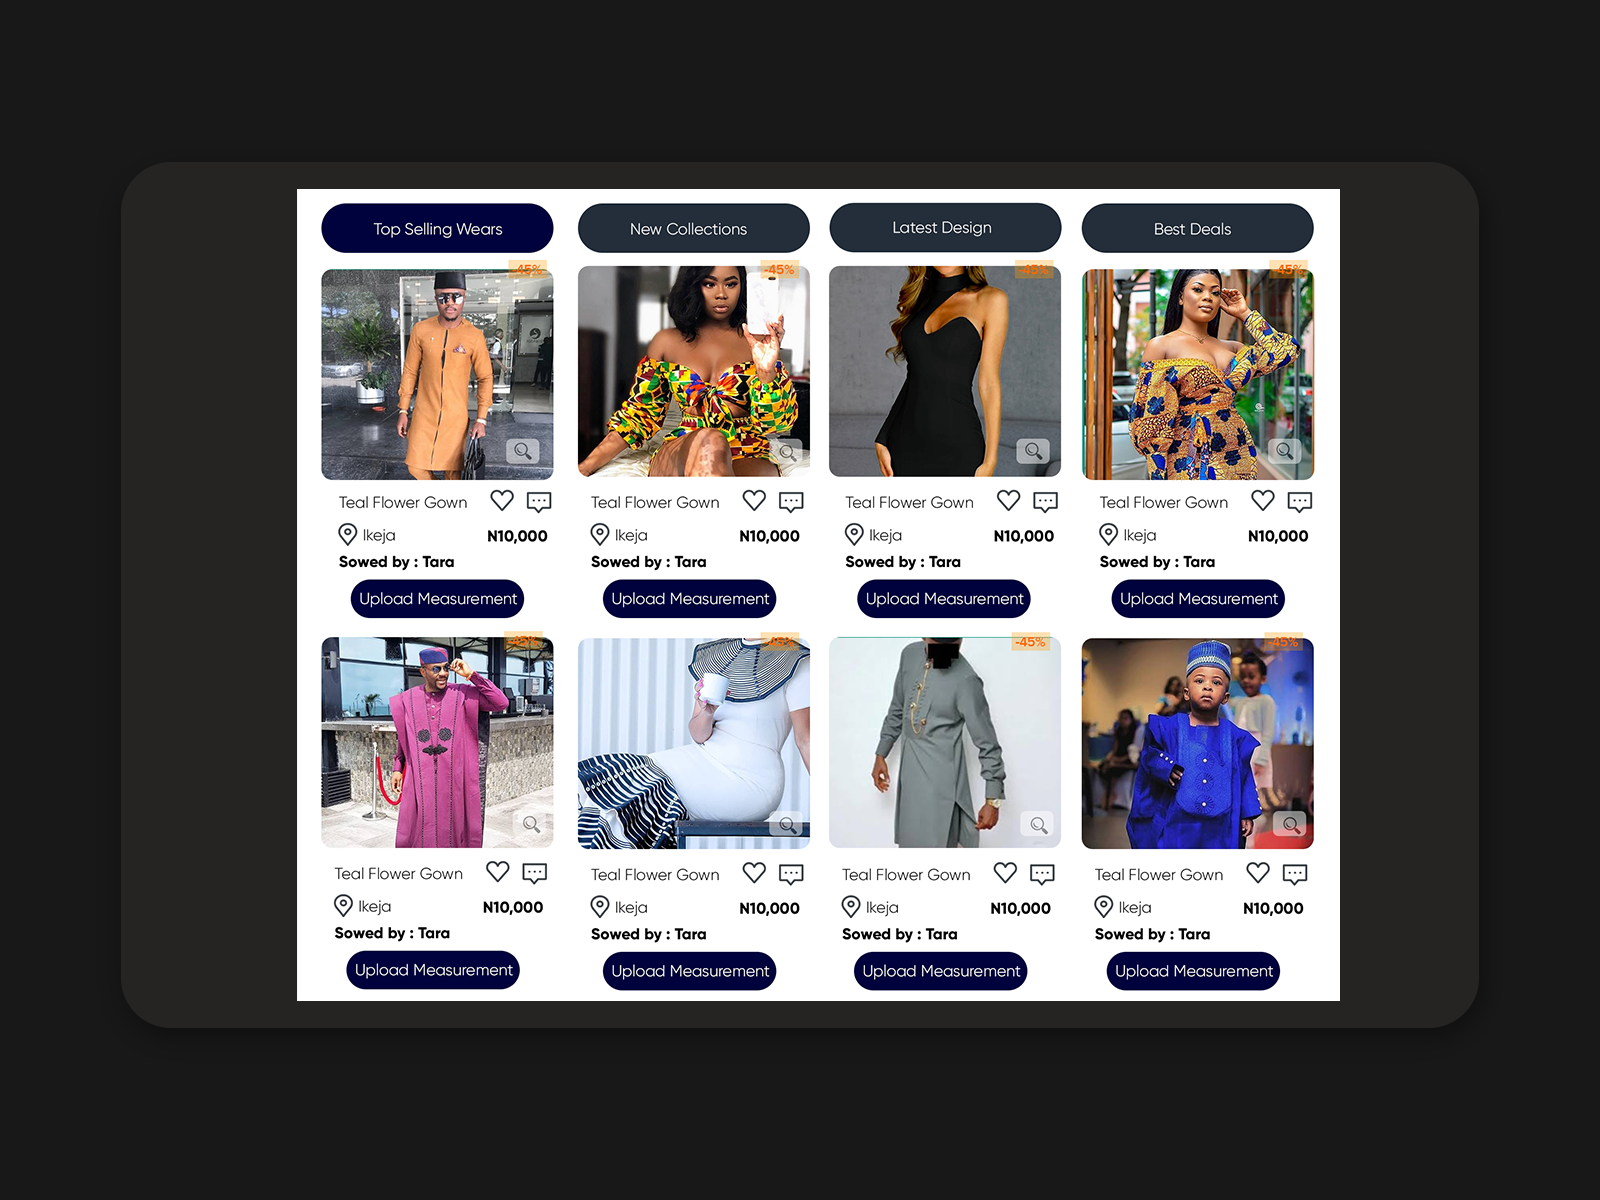 Top Selling Wears
New Collections
Latest Design
Best Deals
-45%
-45%
-45%
-45%
Teal Flower Gown
Teal Flower Gown
Teal Flower Gown
Teal Flower Gown
Ikeja N10,000
Ikeja N10,000
Ikeja N10,000
Ikeja N10,000
Sowed by : Tara
Sowed by : Tara
Sowed by : Tara
Sowed by : Tara
Upload Measurement
Upload Measurement
Upload Measurement
Upload Measurement
-45%
-45%
-45%
-45%
Teal Flower Gown
Teal Flower Gown
Teal Flower Gown
Teal Flower Gown
Ikeja N10,000
Ikeja N10,000
Ikeja N10,000
Ikeja N10,000
Sowed by : Tara
Sowed by : Tara
Sowed by : Tara
Sowed by : Tara
Upload Measurement
Upload Measurement
Upload Measurement
Upload Measurement